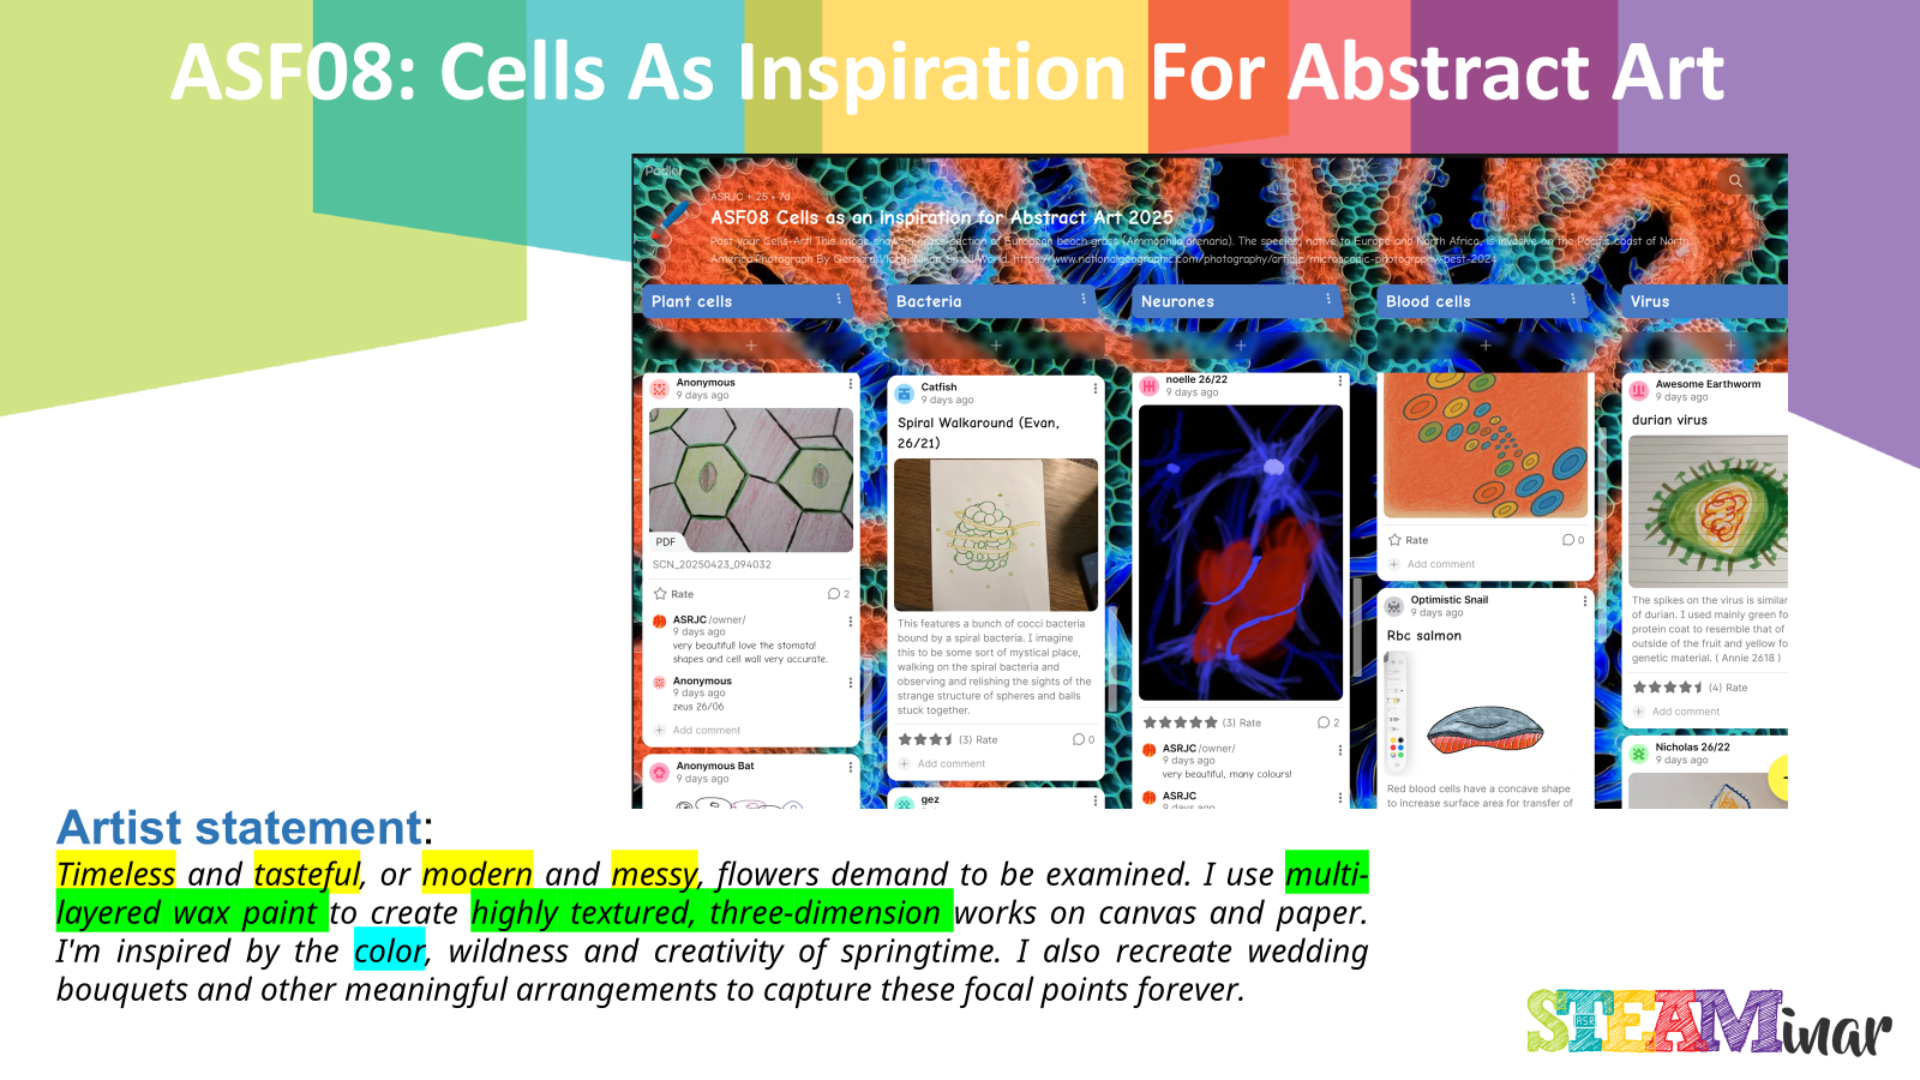 ASF08: Cells As Inspiration For Abstract Art
Padlet
ASRJC • 25 • 7d
ASF08 Cells as an inspiration for Abstract Art 2025
Post your Cells-Art! This image shows a cross-section of European beach grass (Ammophila arenaria). The species, native to Europe and North Africa, is invasive on the Pacific coast of North
America.Photograph By Gerhard Vlcek, Nikon Small World. https://www.nationalgeographic.com/photography/article/microscopic-photography-best-2024
Plant cells
Anonymous
9 days ago
PDF
SCN_20250423_094032
Rate
2
ASRJC /owner/
9 days ago
very beautiful! love the stomata!
shapes and cell wall very accurate.
Anonymous
9 days ago
zeus 26/06
Add comment
Anonymous Bat
9 days ago
Bacteria
Catfish
9 days ago
Spiral Walkaround (Evan,
26/21)
This features a bunch of cocci bacteria
bound by a spiral bacteria. I imagine
this to be some sort of mystical place,
walking on the spiral bacteria and
observing and relishing the sights of the
strange structure of spheres and balls
stuck together.
(3) Rate
0
Add comment
gez
Neurones
noelle 26/22
9 days ago
(3) Rate
2
ASRJC /owner/
9 days ago
very beautiful, many colours!
ASRJC
9 days ago
Blood cells
Rate
0
Add comment
Optimistic Snail
9 days ago
Rbc salmon
Red blood cells have a concave shape
to increase surface area for transfer of
Virus
Awesome Earthworm
9 days ago
durian virus
The spikes on the virus is similar
of durian. I used mainly green fo
protein coat to resemble that of
outside of the fruit and yellow fo
genetic material. ( Annie 2618 )
(4) Rate
Add comment
Nicholas 26/22
9 days ago
Artist statement:
Timeless and tasteful, or modern and messy, flowers demand to be examined. I use multi-
layered wax paint to create highly textured, three-dimension works on canvas and paper.
I'm inspired by the color, wildness and creativity of springtime. I also recreate wedding
bouquets and other meaningful arrangements to capture these focal points forever.
STEAMinar
ASR